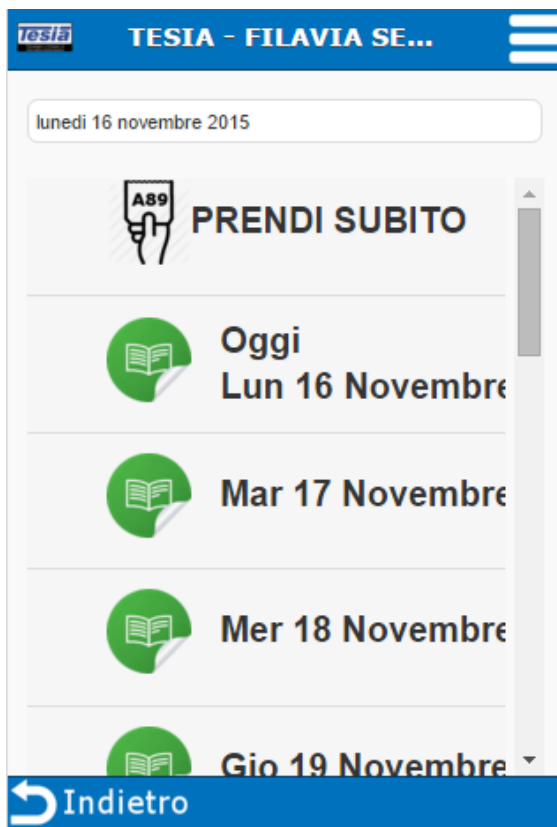 Tesia
TESIA - FILAVIA SE...
lunedi 16 novembre 2015
A89
PRENDI SUBITO
Oggi
Lun 16 Novembre
Mar 17 Novembre
Mer 18 Novembre
Gio 19 Novembre
Indietro